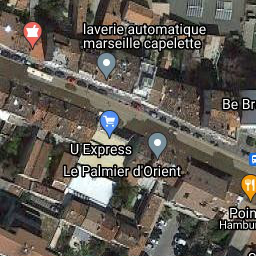 laverie automatique
marseille capelette
Be Br
U Express
Le Palmier d'Orient
Poin
Hambu